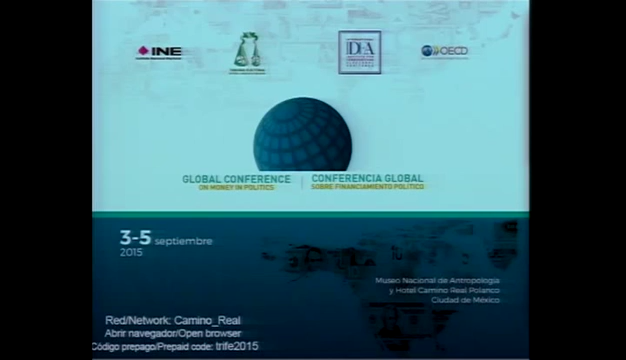 INE
IDEA
OECD
GLOBAL CONFERENCE
ON MONEY IN POLITICS
CONFERENCIA GLOBAL
SOBRE FINANCIAMIENTO POLÍTICO
3-5 septiembre
2015
Museo Nacional de Antropología
y Hotel Camino Real Polanco
Ciudad de México
Red/Network: Camino_Real
Abrir navegador/Open browser
Código prepago/Prepaid code: trife2015